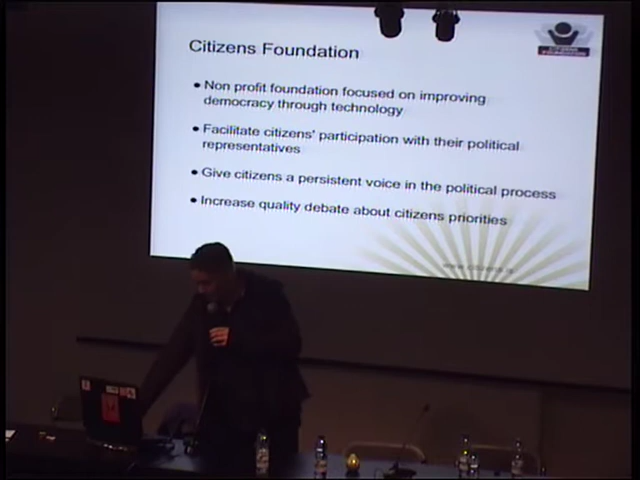 Citizens Foundation
• Non profit foundation focused on improving
democracy through technology
• Facilitate citizens' participation with their political
representatives
• Give citizens a persistent voice in the political process
• Increase quality debate about citizens priorities